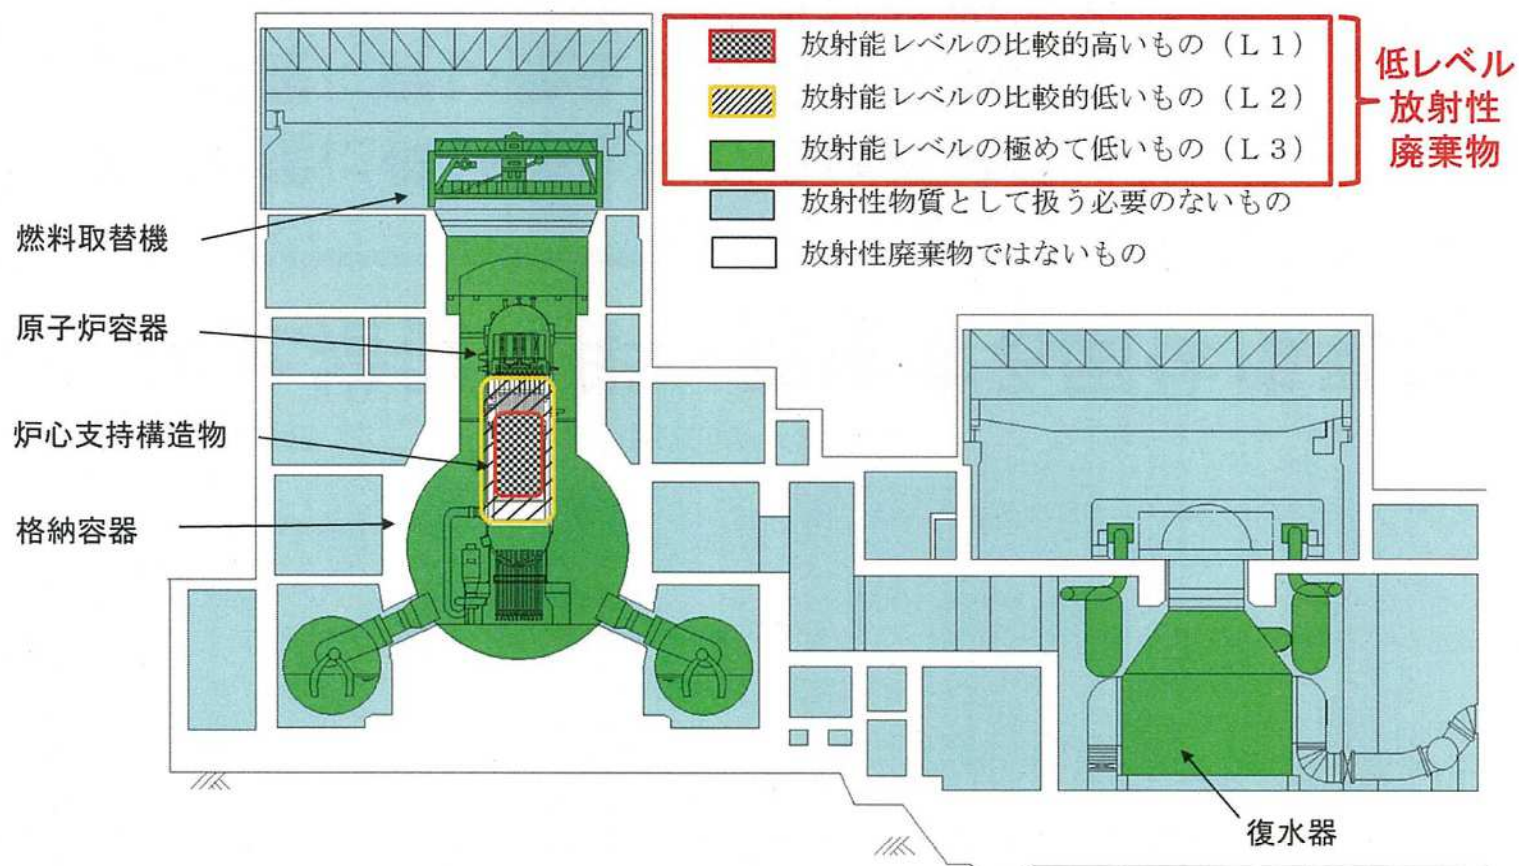 放射能レベルの比較的高いもの（Ｌ１）
放射能レベルの比較的低いもの（Ｌ２）
放射能レベルの極めて低いもの（Ｌ３）
放射性物質として扱う必要のないもの
放射性廃棄物ではないもの
低レベル
放射性
廃棄物
燃料取替機
原子炉容器
炉心支持構造物
格納容器
復水器